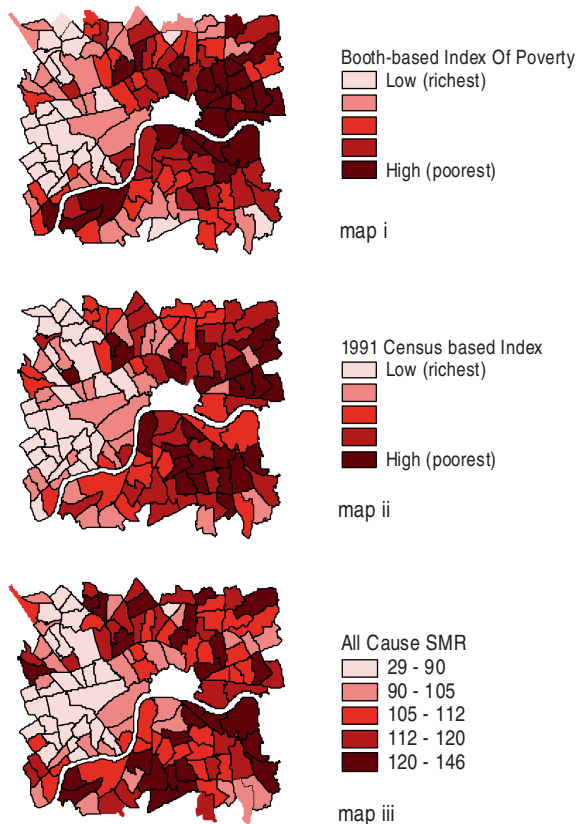 Booth-based Index Of Poverty
Low (richest)
High (poorest)
map i
1991 Census based Index
Low (richest)
High (poorest)
map ii
All Cause SMR
29 - 90
90 - 105
105 - 112
112 - 120
120 - 146
map iii